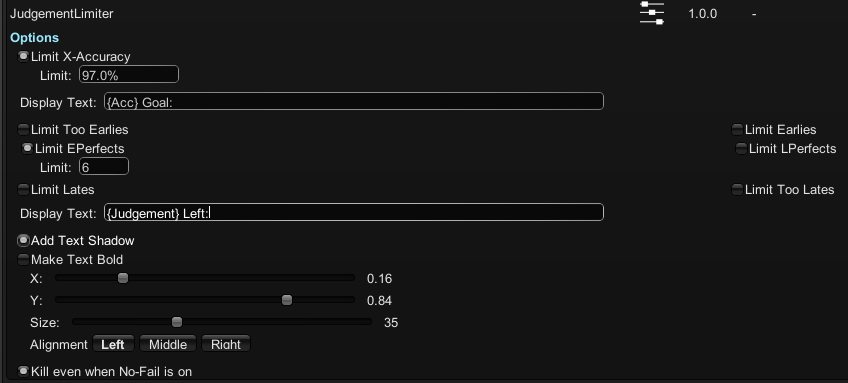 JudgementLimiter 1.0.0 -
Options
Limit X-Accuracy
Limit: 97.0%
Display Text: {Acc} Goal:
Limit Too Earlies Limit Earlies
Limit EPerfects Limit LPerfects
Limit: 6
Limit Lates Limit Too Lates
Display Text: {Judgement} Left:
Add Text Shadow
Make Text Bold
X: 0.16
Y: 0.84
Size: 35
Alignment Left Middle Right
Kill even when No-Fail is on